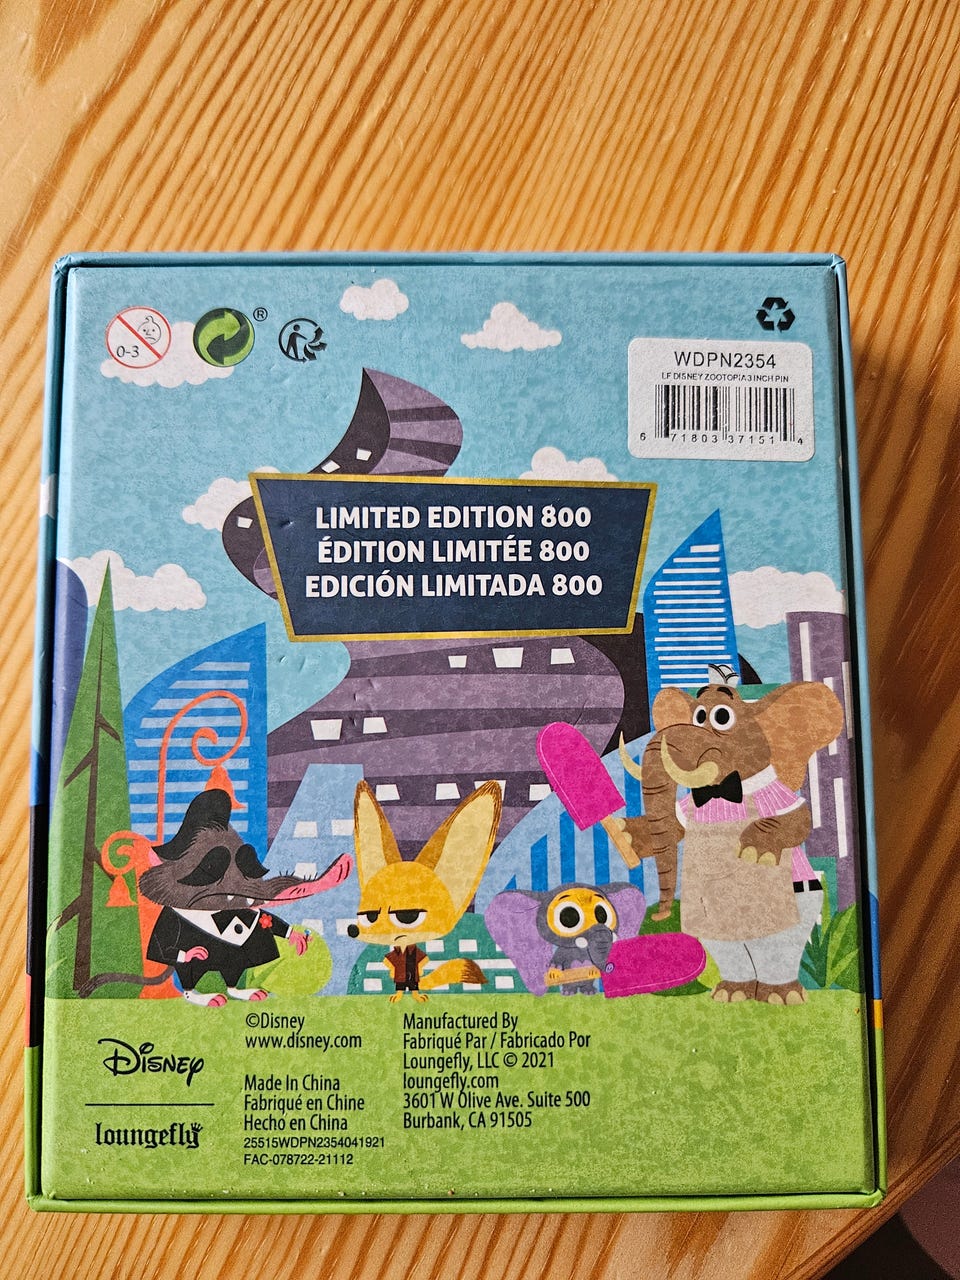 0-3
®
WDPN2354
LF DISNEY ZOOTOPIA 3 INCH PIN
6 71803 37151 4
LIMITED EDITION 800
ÉDITION LIMITÉE 800
EDICIÓN LIMITADA 800
Disney
loungefly
©Disney
www.disney.com
Made In China
Fabriqué en Chine
Hecho en China
25515WDPN2354041921
FAC-078722-21112
Manufactured By
Fabriqué Par / Fabricado Por
Loungefly, LLC © 2021
loungefly.com
3601 W Olive Ave. Suite 500
Burbank, CA 91505